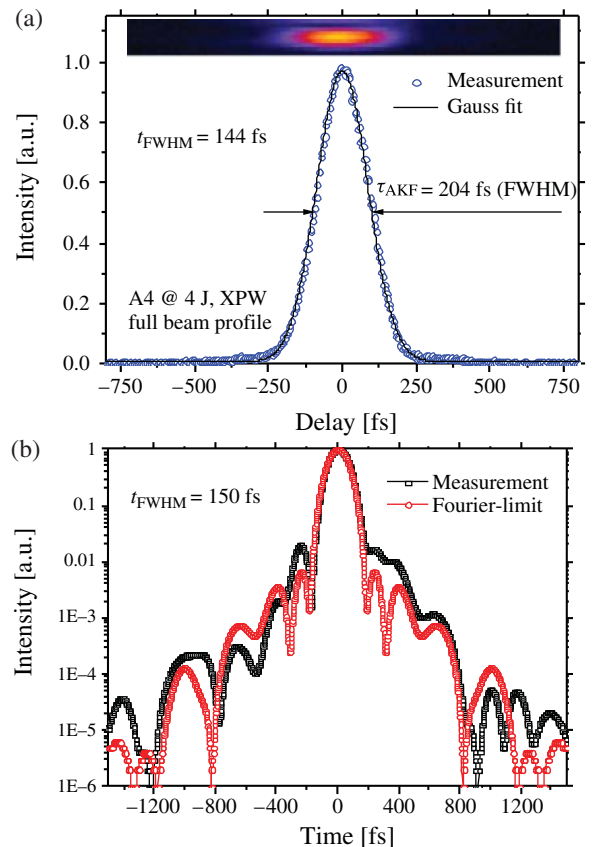 (a)
1.0
0.8
0.6
0.4
0.2
0.0
Intensity [a.u.]
Measurement
Gauss fit
tFWHM = 144 fs
τAKF = 204 fs (FWHM)
A4 @ 4 J, XPW
full beam profile
−750 −500 −250 0 250 500 750
Delay [fs]
(b)
1
0.1
0.01
1E−3
1E−4
1E−5
1E−6
Intensity [a.u.]
tFWHM = 150 fs
Measurement
Fourier-limit
−1200 −800 −400 0 400 800 1200
Time [fs]